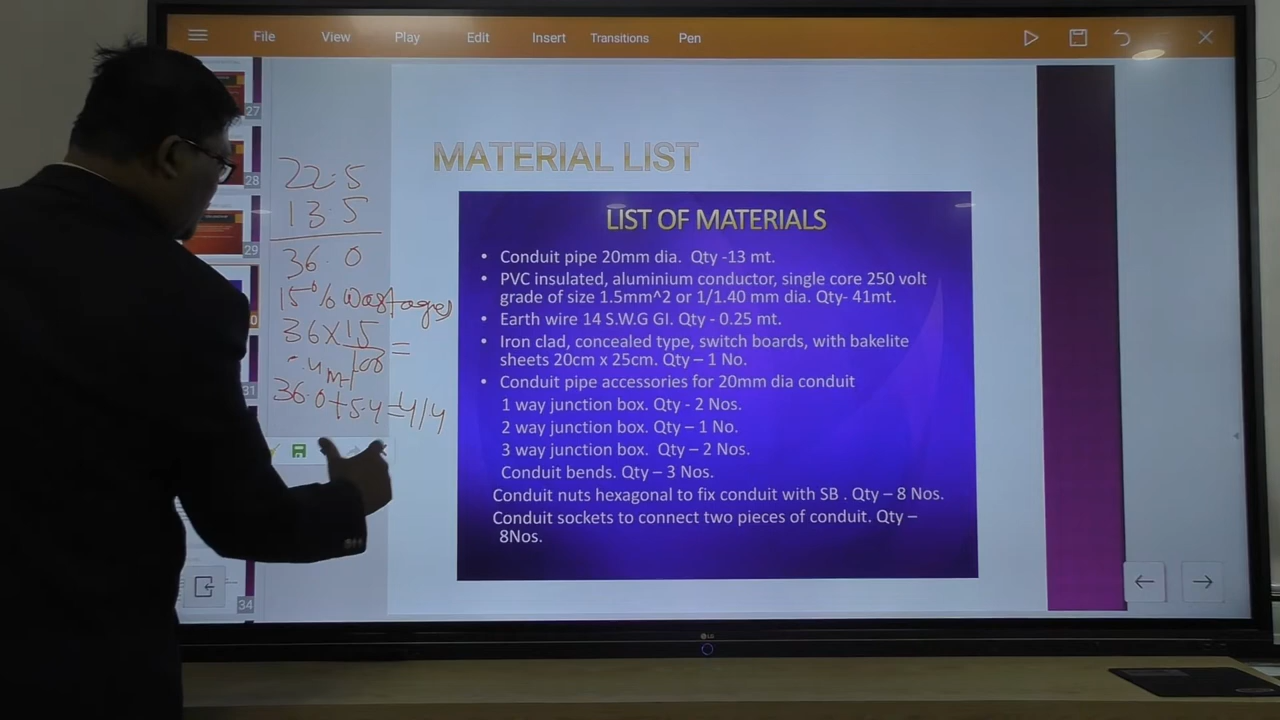 File View Play Edit Insert Transitions Pen
27
28
29
31
34
22.5
13.5
36.0
15% Wastages
36 X 15 =
100
.4 mt
36.0 + 5.4 =
MATERIAL LIST
LIST OF MATERIALS
• Conduit pipe 20mm dia. Qty -13 mt.
• PVC insulated, aluminium conductor, single core 250 volt
grade of size 1.5mm^2 or 1/1.40 mm dia. Qty- 41mt.
• Earth wire 14 S.W.G GI. Qty - 0.25 mt.
• Iron clad, concealed type, switch boards, with bakelite
sheets 20cm x 25cm. Qty – 1 No.
• Conduit pipe accessories for 20mm dia conduit
1 way junction box. Qty - 2 Nos.
2 way junction box. Qty – 1 No.
3 way junction box. Qty – 2 Nos.
Conduit bends. Qty – 3 Nos.
Conduit nuts hexagonal to fix conduit with SB . Qty – 8 Nos.
Conduit sockets to connect two pieces of conduit. Qty –
8Nos.
LG